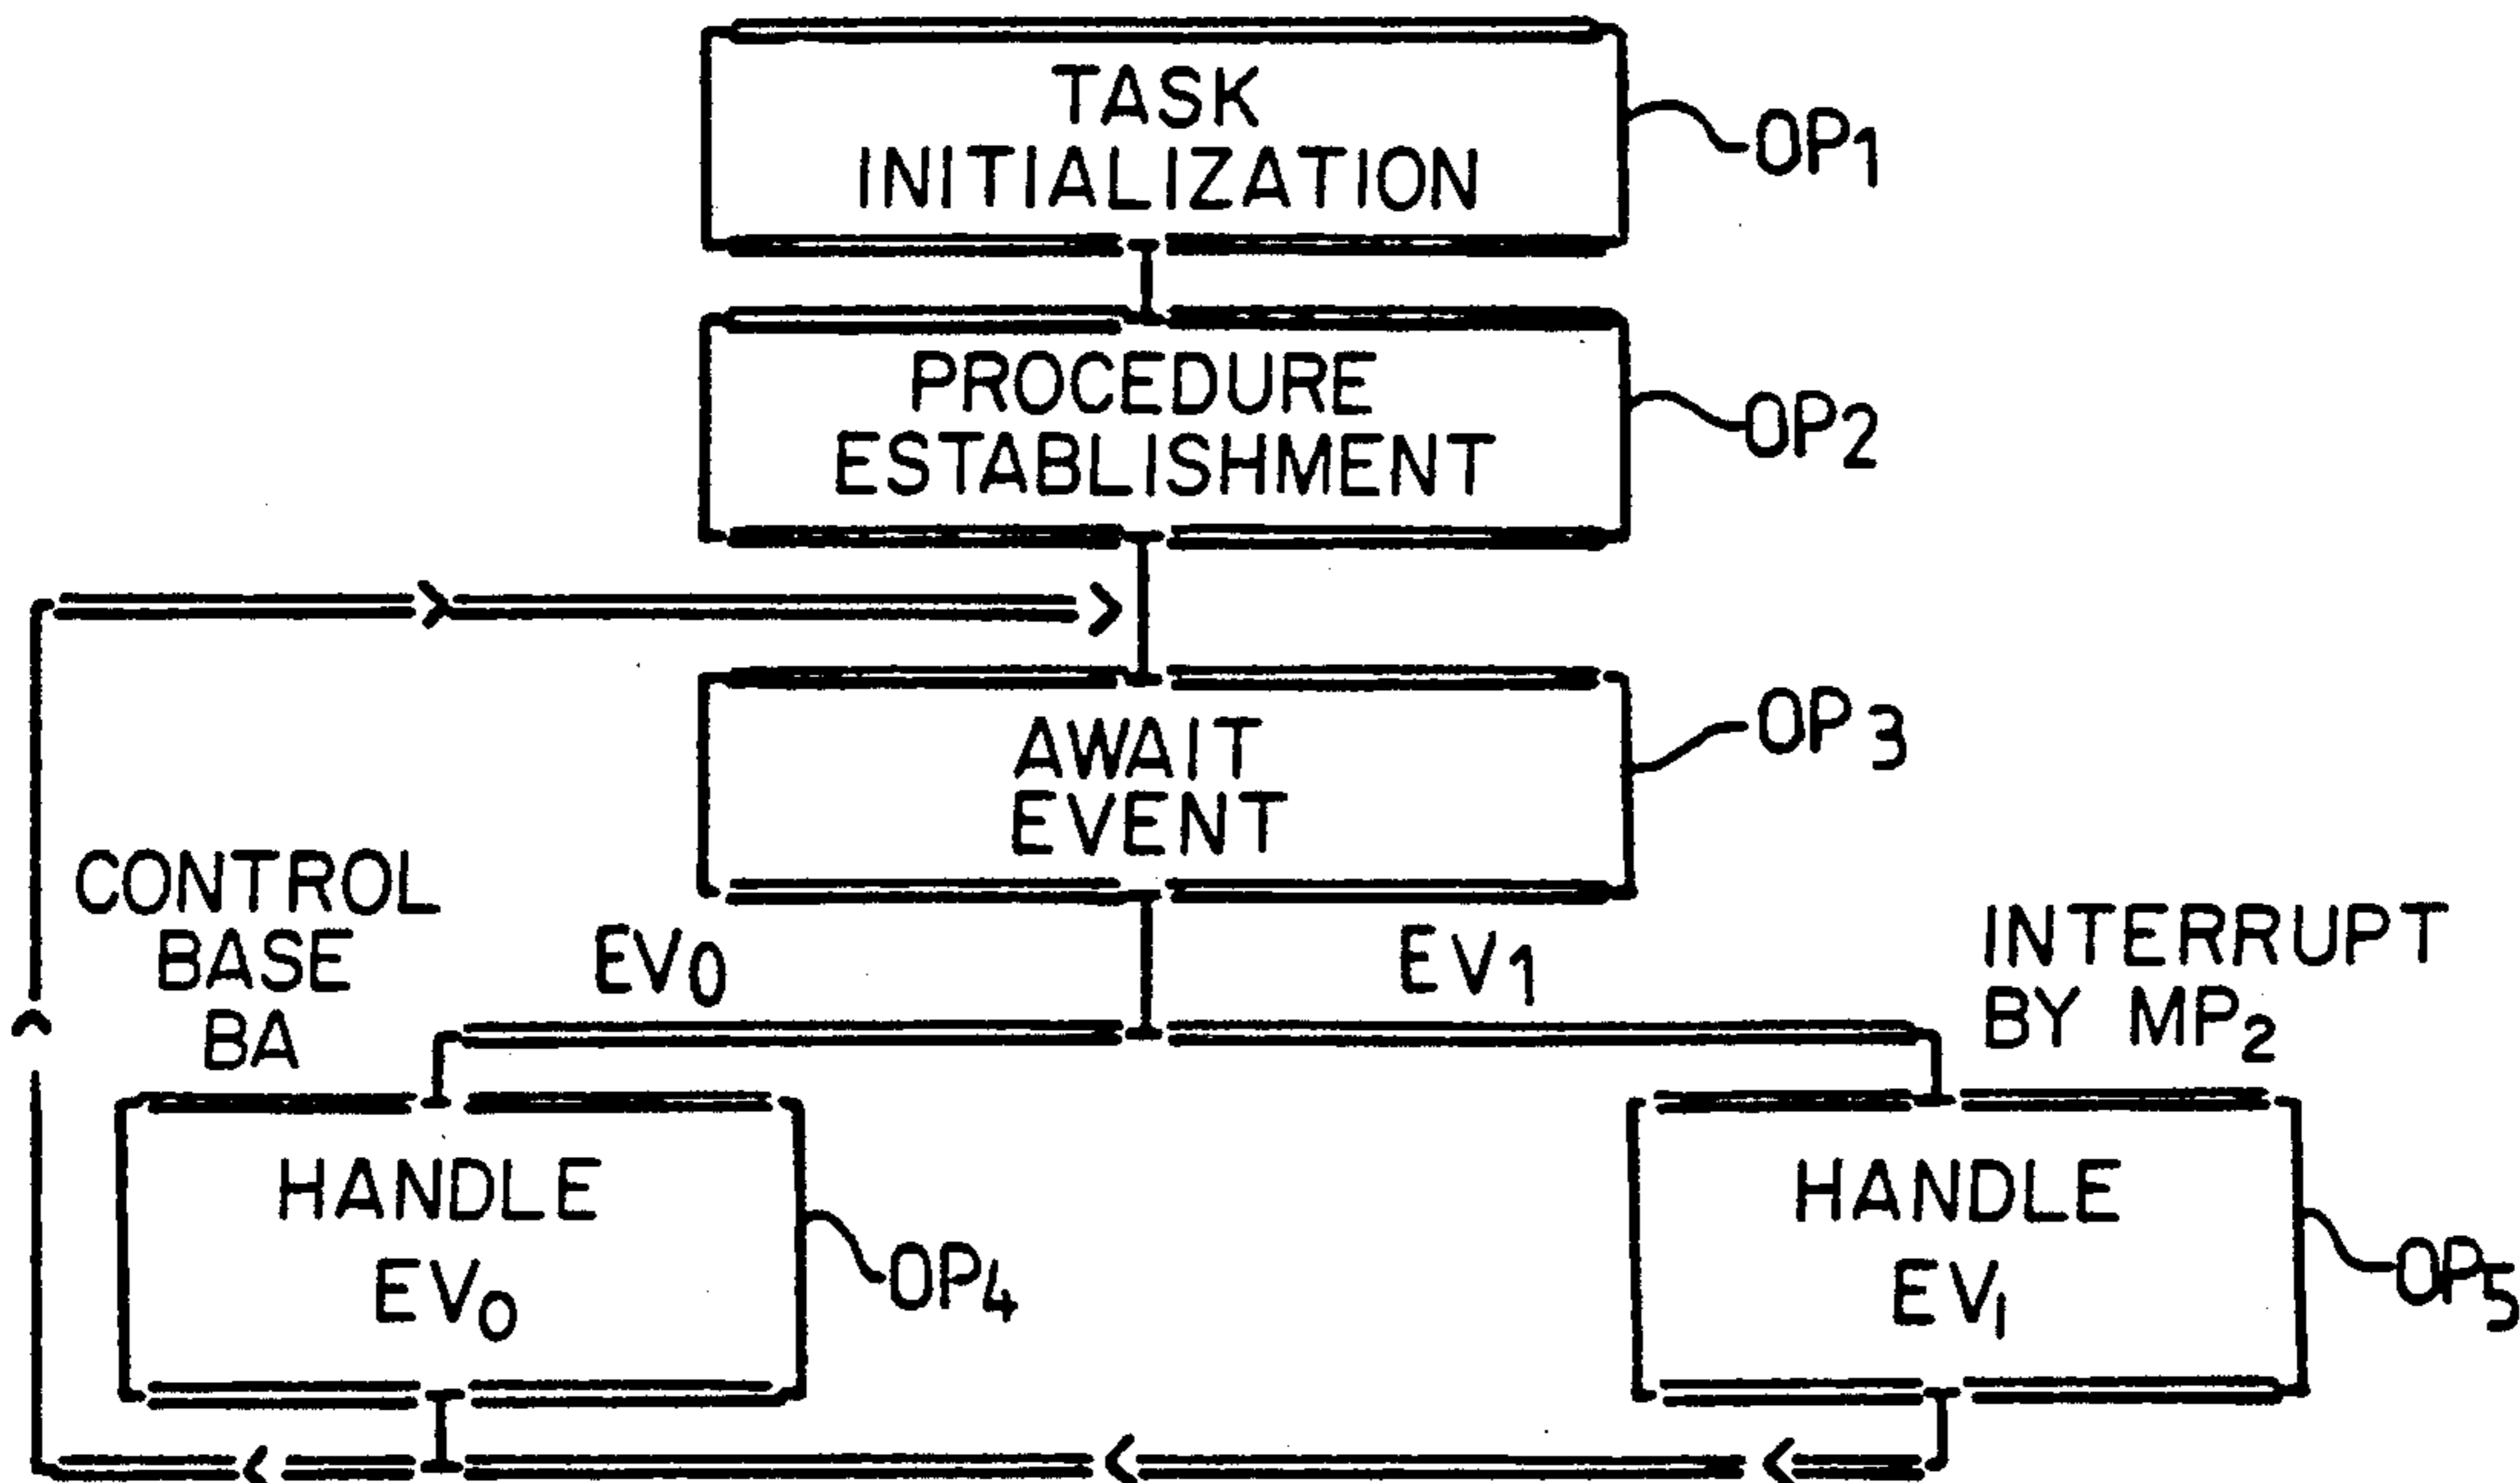 TASK
INITIALIZATION
OP1
PROCEDURE
ESTABLISHMENT
OP2
AWAIT
EVENT
OP3
CONTROL
BASE
BA
EV0
EV1
INTERRUPT
BY MP2
HANDLE
EV0
OP4
HANDLE
EV1
OP5